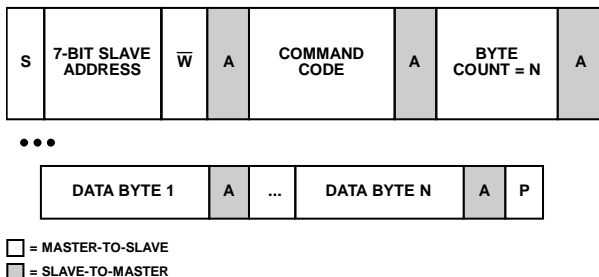 S 7-BIT SLAVE ADDRESS W̅ A COMMAND CODE A BYTE COUNT = N A
•••
DATA BYTE 1 A ... DATA BYTE N A P
= MASTER-TO-SLAVE
= SLAVE-TO-MASTER